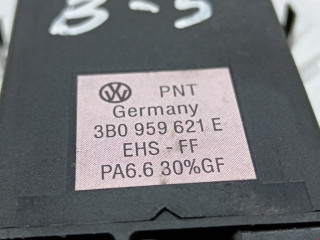 B-5
PNT
Germany
3B0 959 621 E
EHS - FF
PA6.6 30%GF